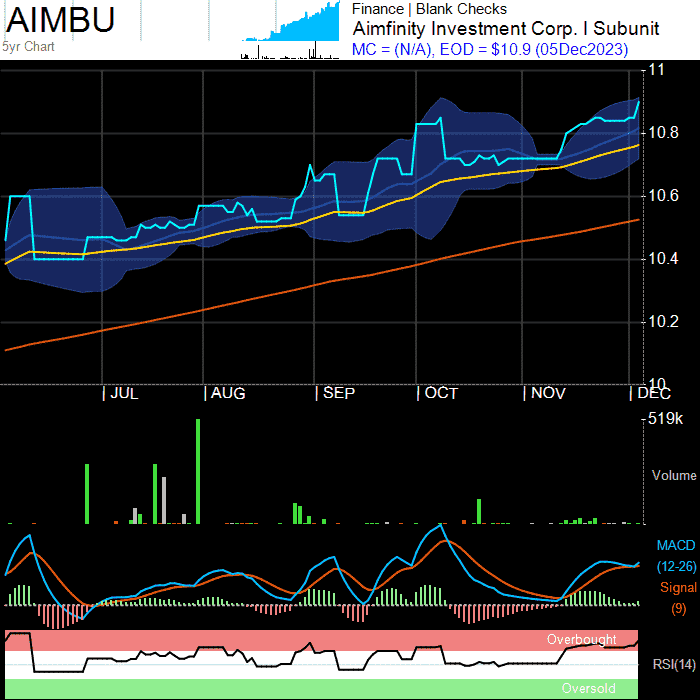 AIMBU
5yr Chart
Finance | Blank Checks
Aimfinity Investment Corp. I Subunit
MC = (N/A), EOD = $10.9 (05Dec2023)
11
10.8
10.6
10.4
10.2
10
JUL AUG SEP OCT NOV DEC
519k
Volume
MACD
(12-26)
Signal
(9)
Overbought
RSI(14)
Oversold